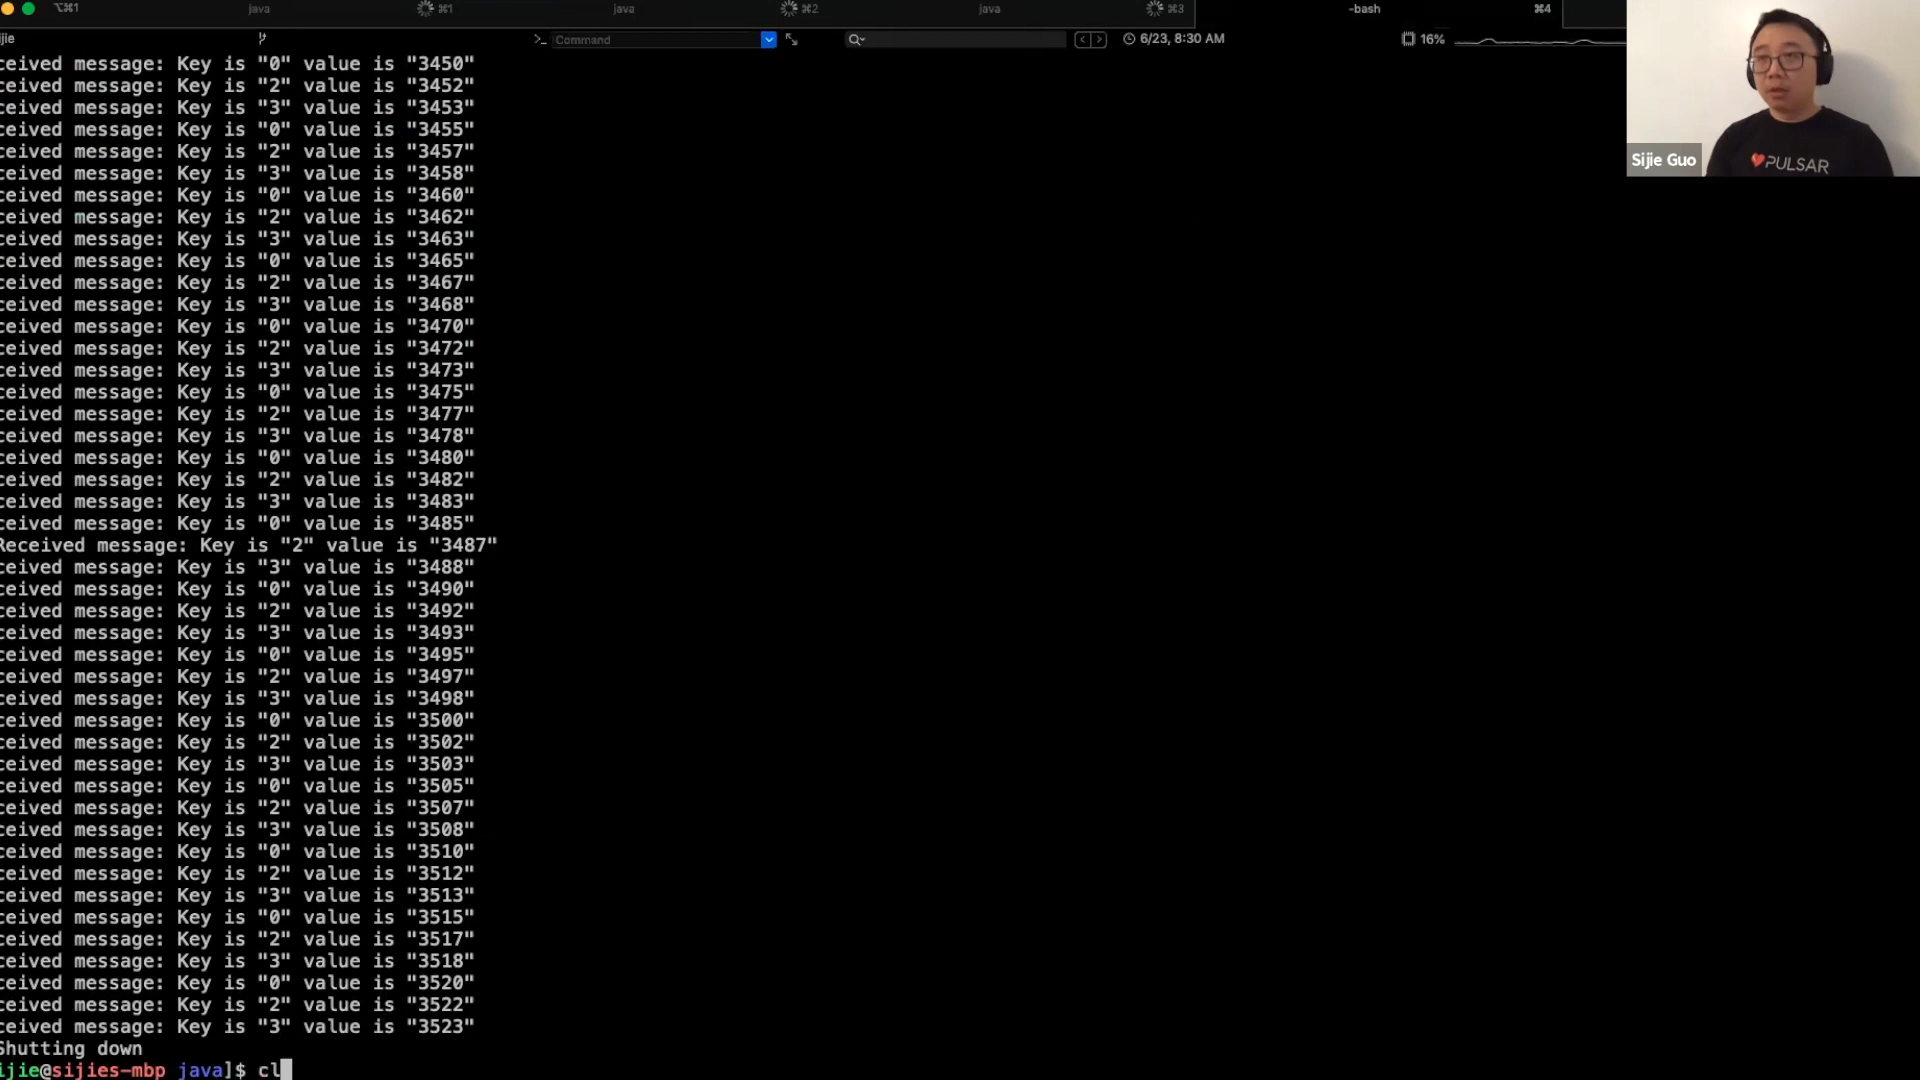 ⌥⌘1 java ⌘1 java ⌘2 java ⌘3 -bash ⌘4
ijie >_ Command 6/23, 8:30 AM 16%
ceived message: Key is "0" value is "3450"
ceived message: Key is "2" value is "3452"
ceived message: Key is "3" value is "3453"
ceived message: Key is "0" value is "3455"
ceived message: Key is "2" value is "3457"
ceived message: Key is "3" value is "3458"
ceived message: Key is "0" value is "3460"
ceived message: Key is "2" value is "3462"
ceived message: Key is "3" value is "3463"
ceived message: Key is "0" value is "3465"
ceived message: Key is "2" value is "3467"
ceived message: Key is "3" value is "3468"
ceived message: Key is "0" value is "3470"
ceived message: Key is "2" value is "3472"
ceived message: Key is "3" value is "3473"
ceived message: Key is "0" value is "3475"
ceived message: Key is "2" value is "3477"
ceived message: Key is "3" value is "3478"
ceived message: Key is "0" value is "3480"
ceived message: Key is "2" value is "3482"
ceived message: Key is "3" value is "3483"
ceived message: Key is "0" value is "3485"
Received message: Key is "2" value is "3487"
ceived message: Key is "3" value is "3488"
ceived message: Key is "0" value is "3490"
ceived message: Key is "2" value is "3492"
ceived message: Key is "3" value is "3493"
ceived message: Key is "0" value is "3495"
ceived message: Key is "2" value is "3497"
ceived message: Key is "3" value is "3498"
ceived message: Key is "0" value is "3500"
ceived message: Key is "2" value is "3502"
ceived message: Key is "3" value is "3503"
ceived message: Key is "0" value is "3505"
ceived message: Key is "2" value is "3507"
ceived message: Key is "3" value is "3508"
ceived message: Key is "0" value is "3510"
ceived message: Key is "2" value is "3512"
ceived message: Key is "3" value is "3513"
ceived message: Key is "0" value is "3515"
ceived message: Key is "2" value is "3517"
ceived message: Key is "3" value is "3518"
ceived message: Key is "0" value is "3520"
ceived message: Key is "2" value is "3522"
ceived message: Key is "3" value is "3523"
Shutting down
ijie@sijies-mbp java]$ cl
Sijie Guo
PULSAR